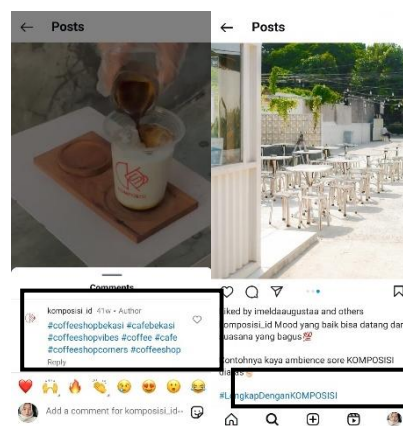 ← Posts
Comments
komposisi_id 41w • Author
#coffeeshopbekasi #cafebekasi
#coffeeshopvibes #coffee #cafe
#coffeeshopcorners #coffeeshop
Reply
Add a comment for komposisi_id..
← Posts
liked by imeldaaugustaa and others
komposisi_id Mood yang baik bisa datang dar
suasana yang bagus💯
Contohnya kaya ambience sore KOMPOSISI
diatas
#LengkapDenganKOMPOSISI